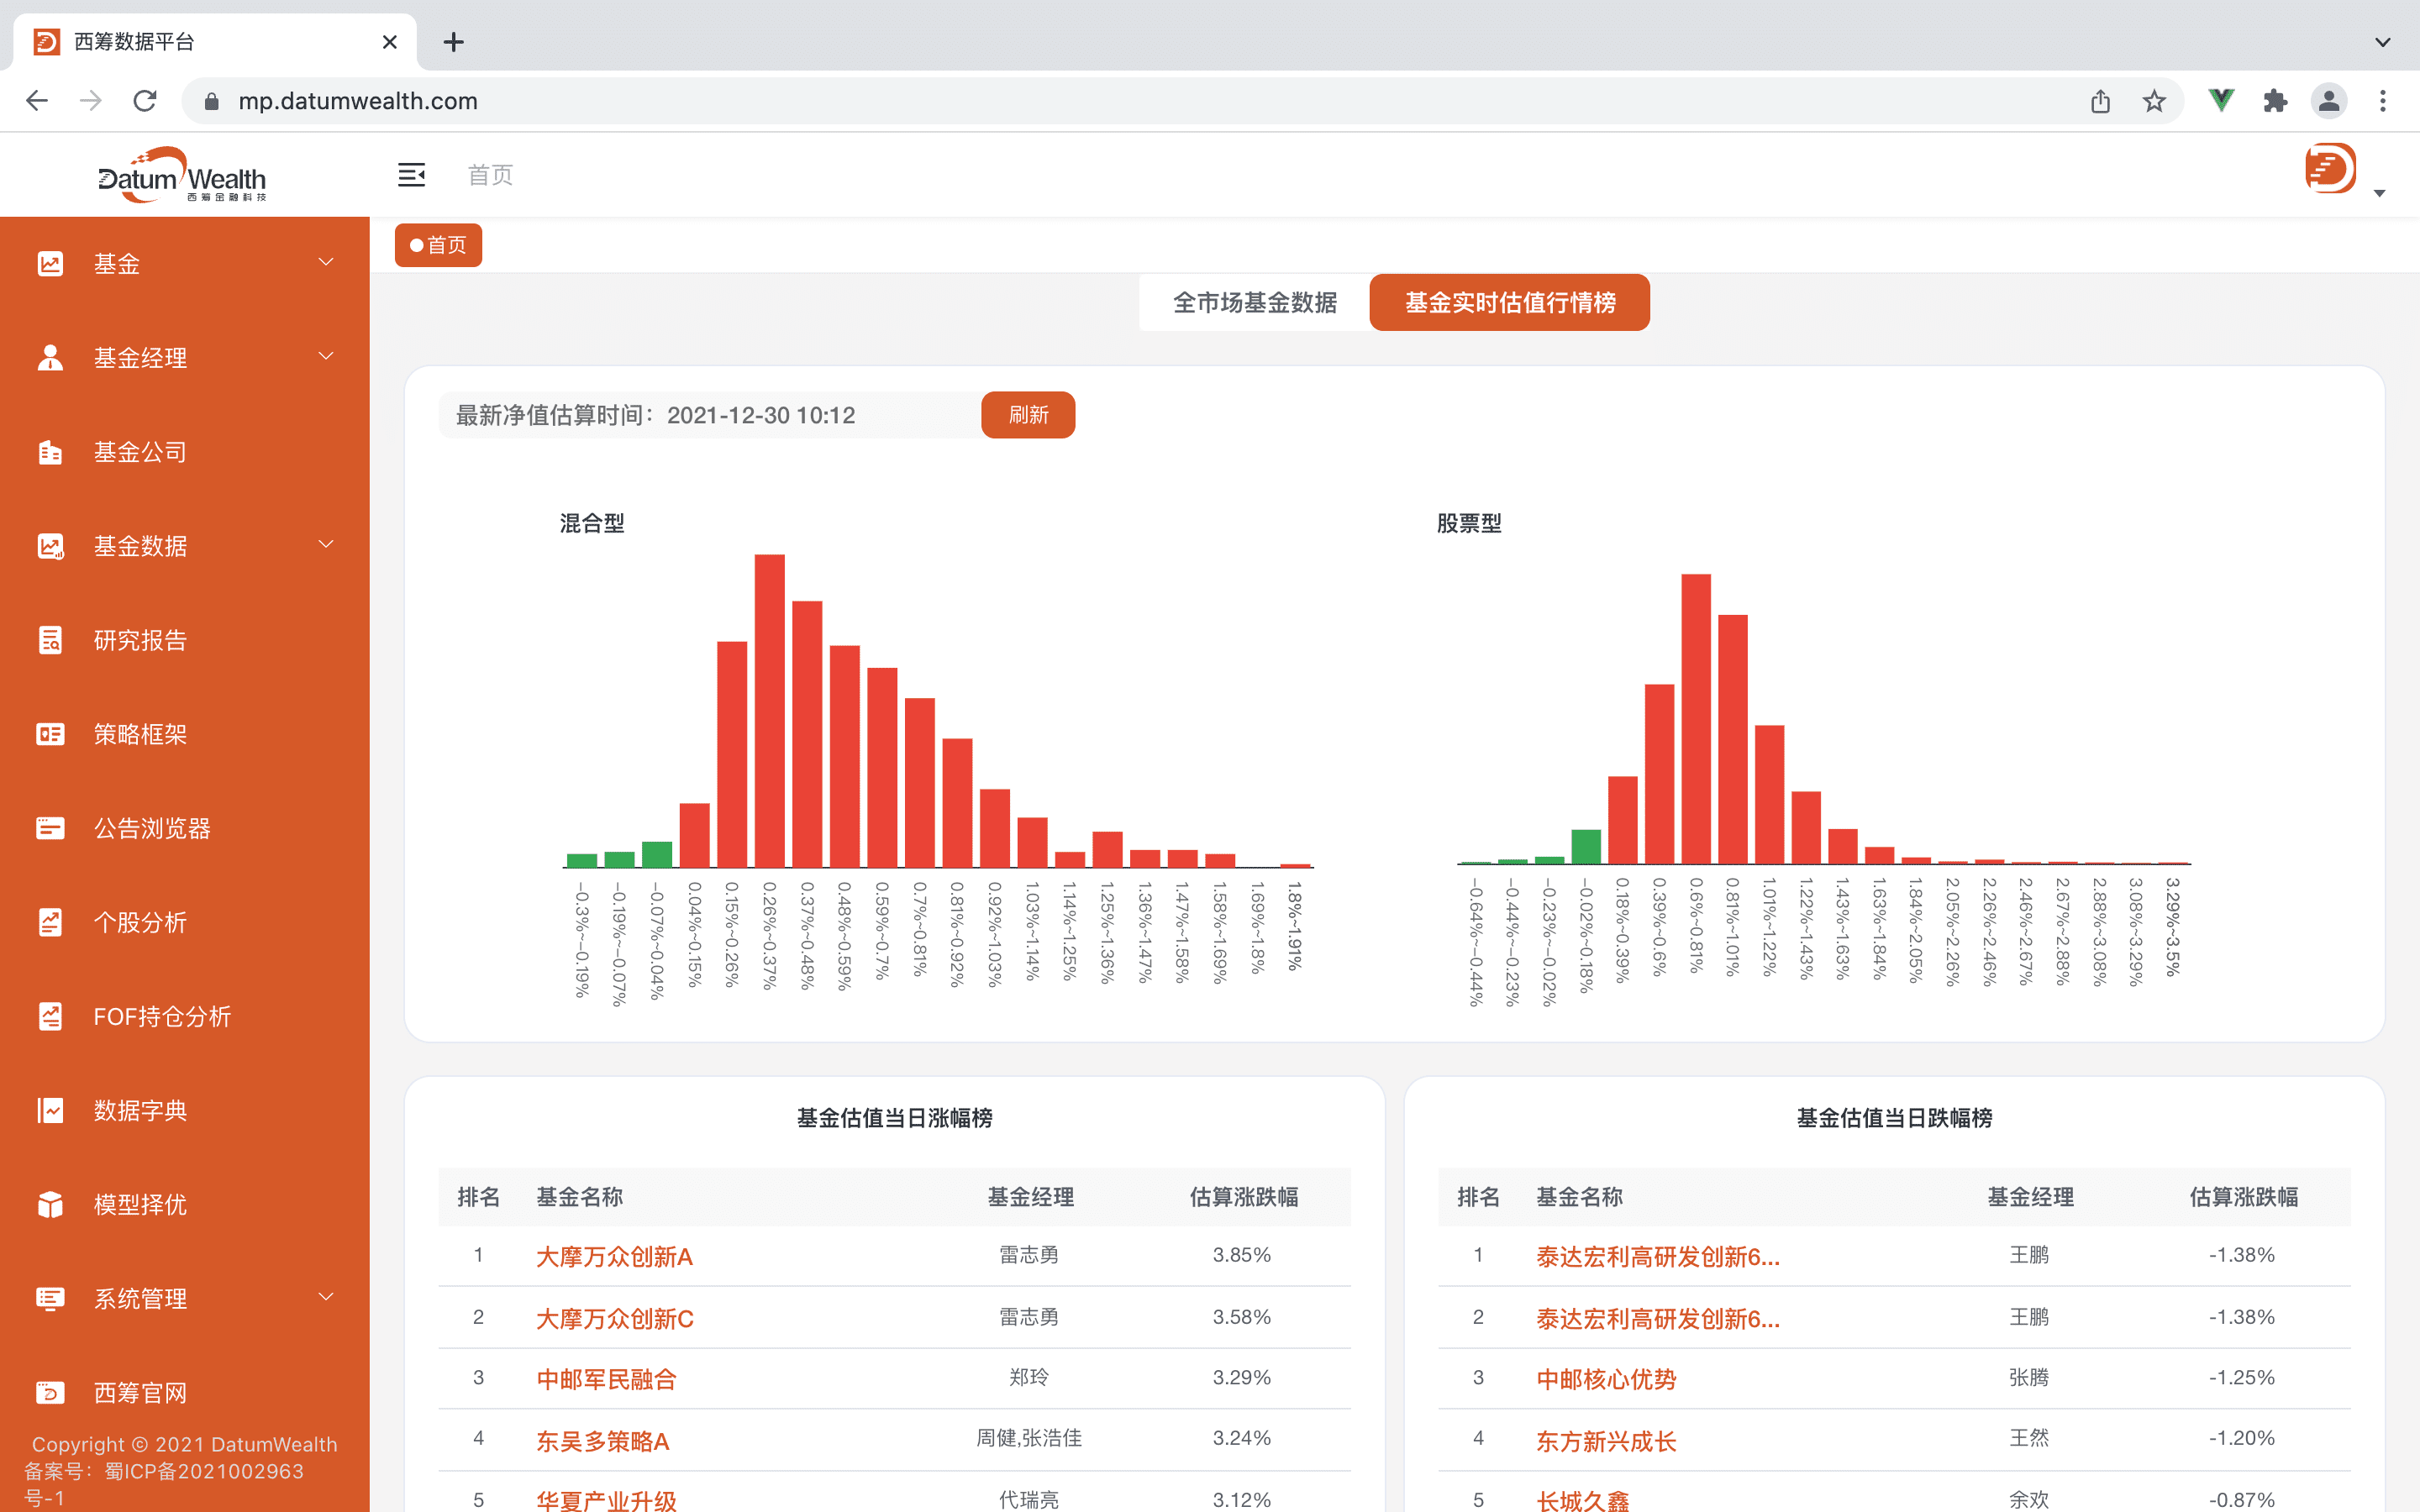 西筹数据平台
mp.datumwealth.com
Datum Wealth
西筹金融科技
首页
首页
基金
基金经理
基金公司
基金数据
研究报告
策略框架
公告浏览器
个股分析
FOF持仓分析
数据字典
模型择优
系统管理
西筹官网
Copyright © 2021 DatumWealth
备案号：蜀ICP备2021002963
号-1
全市场基金数据 基金实时估值行情榜
最新净值估算时间：2021-12-30 10:12 刷新
混合型
-0.3%~-0.19%
-0.19%~-0.07%
-0.07%~0.04%
0.04%~0.15%
0.15%~0.26%
0.26%~0.37%
0.37%~0.48%
0.48%~0.59%
0.59%~0.7%
0.7%~0.81%
0.81%~0.92%
0.92%~1.03%
1.03%~1.14%
1.14%~1.25%
1.25%~1.36%
1.36%~1.47%
1.47%~1.58%
1.58%~1.69%
1.69%~1.8%
1.8%~1.91%
股票型
-0.64%~-0.44%
-0.44%~-0.23%
-0.23%~-0.02%
-0.02%~0.18%
0.18%~0.39%
0.39%~0.6%
0.6%~0.81%
0.81%~1.01%
1.01%~1.22%
1.22%~1.43%
1.43%~1.63%
1.63%~1.84%
1.84%~2.05%
2.05%~2.26%
2.26%~2.46%
2.46%~2.67%
2.67%~2.88%
2.88%~3.08%
3.08%~3.29%
3.29%~3.5%
基金估值当日涨幅榜
排名 基金名称 基金经理 估算涨跌幅
1 大摩万众创新A 雷志勇 3.85%
2 大摩万众创新C 雷志勇 3.58%
3 中邮军民融合 郑玲 3.29%
4 东吴多策略A 周健,张浩佳 3.24%
5 华夏产业升级 代瑞亮 3.12%
基金估值当日跌幅榜
排名 基金名称 基金经理 估算涨跌幅
1 泰达宏利高研发创新6... 王鹏 -1.38%
2 泰达宏利高研发创新6... 王鹏 -1.38%
3 中邮核心优势 张腾 -1.25%
4 东方新兴成长 王然 -1.20%
5 长城久鑫 余欢 -0.87%